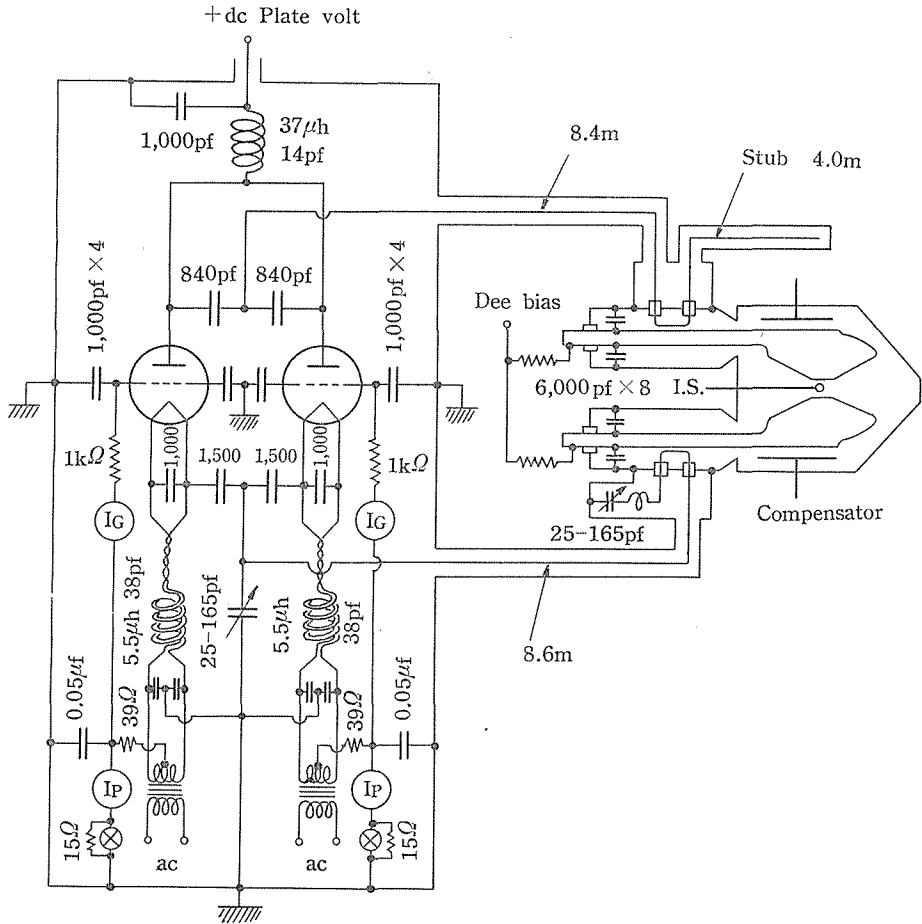 +dc Plate volt
1,000pf
37μh
14pf
8.4m
Stub 4.0m
1,000pf × 4
840pf
840pf
1,000pf × 4
Dee bias
6,000pf × 8
I.S.
1kΩ
1,000
1,500
1,500
1,000
1kΩ
IG
IG
25-165pf
Compensator
5.5μh 38pf
25-165pf
5.5μh
38pf
8.6m
0.05μf
39Ω
39Ω
0.05μf
IP
IP
15Ω
ac
ac
15Ω